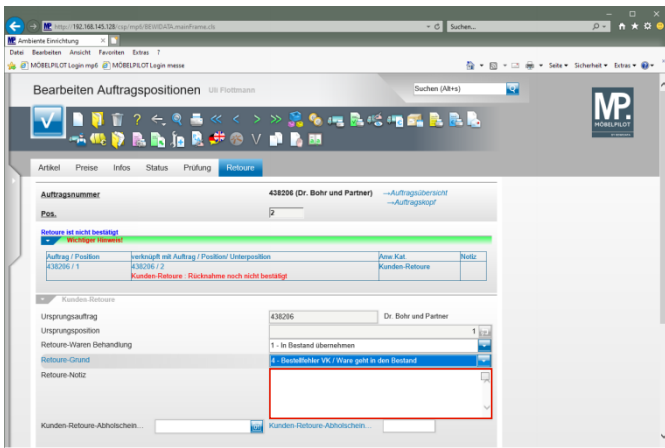 http://192.168.145.128/csp/mp6/BEWIDATA.mainFrame.cls
Suchen...
Ambiente Einrichtung
Datei Bearbeiten Ansicht Favoriten Extras ?
MÖBELPILOT Login mp6 MÖBELPILOT Login messe
Seite Sicherheit Extras
Bearbeiten Auftragspositionen Uli Flottmann
Suchen (Alt+s)
MP.
MÖBELPILOT
Artikel Preise Infos Status Prüfung Retoure
Auftragsnummer 438206 (Dr. Bohr und Partner) →Auftragsübersicht
→Auftragskopf
Pos. 2
Retoure ist nicht bestätigt
Wichtiger Hinweis!
Auftrag / Position verknüpft mit Auftrag / Position/ Unterposition Anw.Kat. Notiz
438206 / 1 438206 / 2 Kunden-Retoure
Kunden-Retoure : Rücknahme noch nicht bestätigt
Kunden-Retoure
Ursprungsauftrag 438206 Dr. Bohr und Partner
Ursprungsposition 1
Retoure-Waren Behandlung 1 - In Bestand übernehmen
Retoure-Grund 4 - Bestellfehler VK / Ware geht in den Bestand
Retoure-Notiz
Kunden-Retoure-Abholschein... Kunden-Retoure-Abholschein...